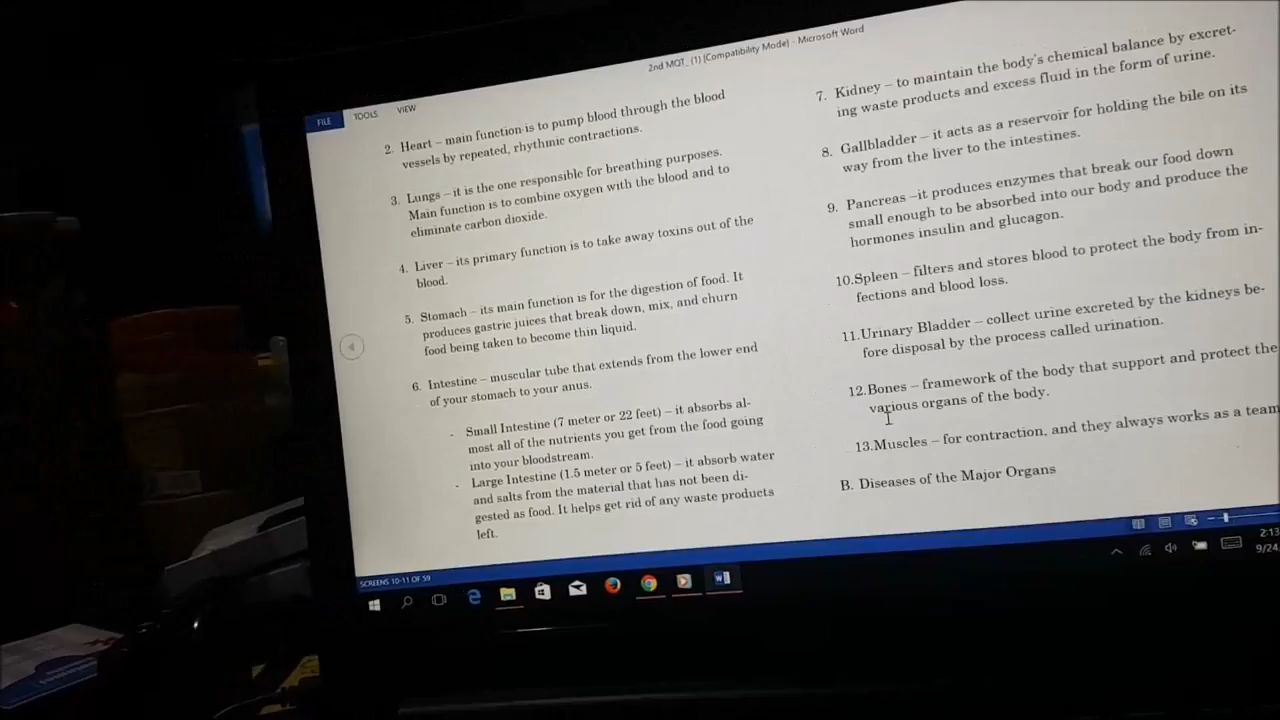 2nd MQT_ (1) [Compatibility Mode] - Microsoft Word
FILE TOOLS VIEW
2. Heart – main function is to pump blood through the blood
vessels by repeated, rhythmic contractions.
3. Lungs – it is the one responsible for breathing purposes.
Main function is to combine oxygen with the blood and to
eliminate carbon dioxide.
4. Liver – its primary function is to take away toxins out of the
blood.
5. Stomach – its main function is for the digestion of food. It
produces gastric juices that break down, mix, and churn
food being taken to become thin liquid.
6. Intestine – muscular tube that extends from the lower end
of your stomach to your anus.
- Small Intestine (7 meter or 22 feet) – it absorbs al-
most all of the nutrients you get from the food going
into your bloodstream.
- Large Intestine (1.5 meter or 5 feet) – it absorb water
and salts from the material that has not been di-
gested as food. It helps get rid of any waste products
left.
7. Kidney – to maintain the body's chemical balance by excret-
ing waste products and excess fluid in the form of urine.
8. Gallbladder – it acts as a reservoir for holding the bile on its
way from the liver to the intestines.
9. Pancreas –it produces enzymes that break our food down
small enough to be absorbed into our body and produce the
hormones insulin and glucagon.
10.Spleen – filters and stores blood to protect the body from in-
fections and blood loss.
11.Urinary Bladder – collect urine excreted by the kidneys be-
fore disposal by the process called urination.
12.Bones – framework of the body that support and protect the
various organs of the body.
13.Muscles – for contraction, and they always works as a team
B. Diseases of the Major Organs
SCREENS 10-11 OF 59
2:13
9/24